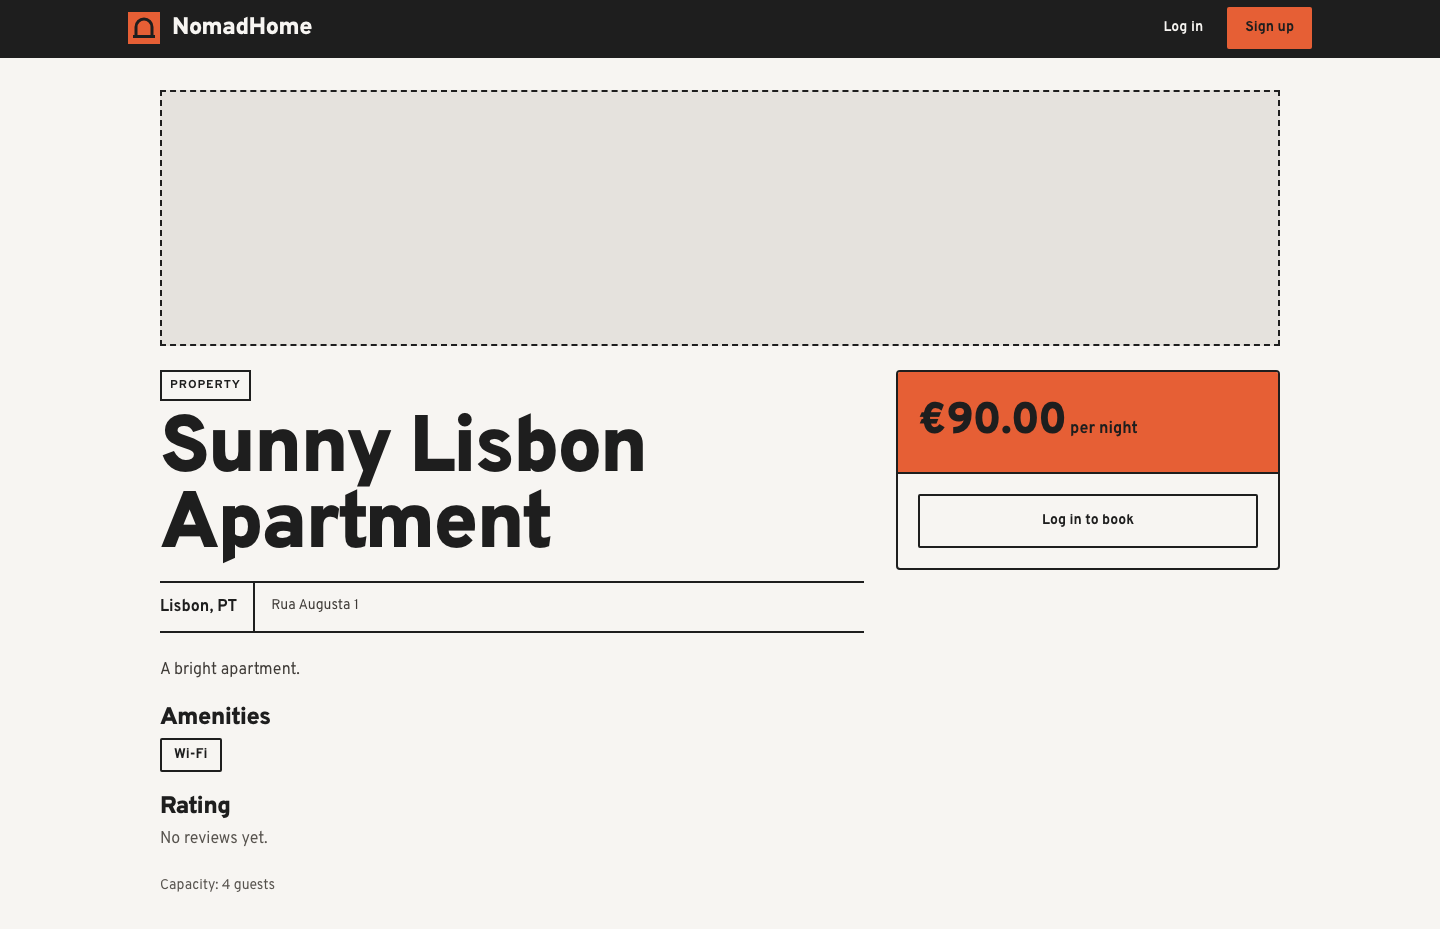 NomadHome
Log in
Sign up
PROPERTY
Sunny Lisbon
Apartment
€90.00 per night
Log in to book
Lisbon, PT
Rua Augusta 1
A bright apartment.
Amenities
Wi-Fi
Rating
No reviews yet.
Capacity: 4 guests